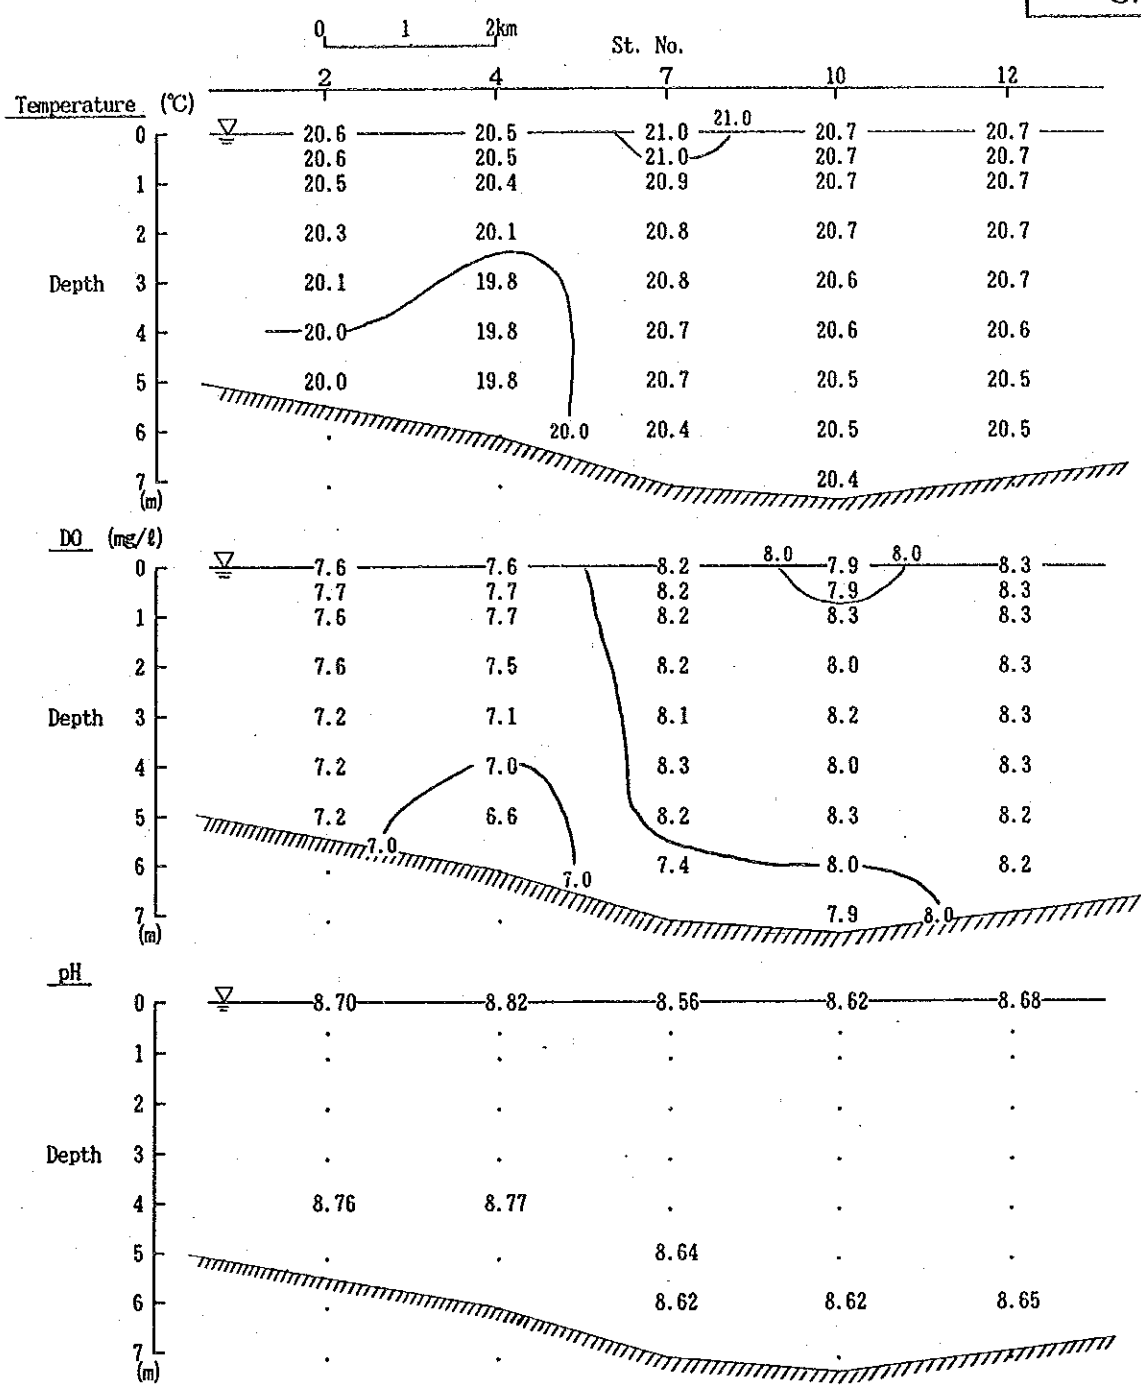 0 1 2km
St. No.
2 4 7 10 12
Temperature (℃)
21.0
0 20.6 20.5 21.0 20.7 20.7
20.6 20.5 21.0 20.7 20.7
1 20.5 20.4 20.9 20.7 20.7
2 20.3 20.1 20.8 20.7 20.7
Depth 3 20.1 19.8 20.8 20.6 20.7
4 20.0 19.8 20.7 20.6 20.6
5 20.0 19.8 20.7 20.5 20.5
6 20.0 20.4 20.5 20.5
7 20.4
(m)
DO (mg/ℓ)
8.0 8.0
0 7.6 7.6 8.2 7.9 8.3
7.7 7.7 8.2 7.9 8.3
1 7.6 7.7 8.2 8.3 8.3
2 7.6 7.5 8.2 8.0 8.3
Depth 3 7.2 7.1 8.1 8.2 8.3
4 7.2 7.0 8.3 8.0 8.3
5 7.2 6.6 8.2 8.3 8.2
7.0
6 7.0 7.4 8.0 8.2
7 7.9 8.0
(m)
pH
0 8.70 8.82 8.56 8.62 8.68
1
2
Depth 3
4 8.76 8.77
5 8.64
6 8.62 8.62 8.65
7
(m)